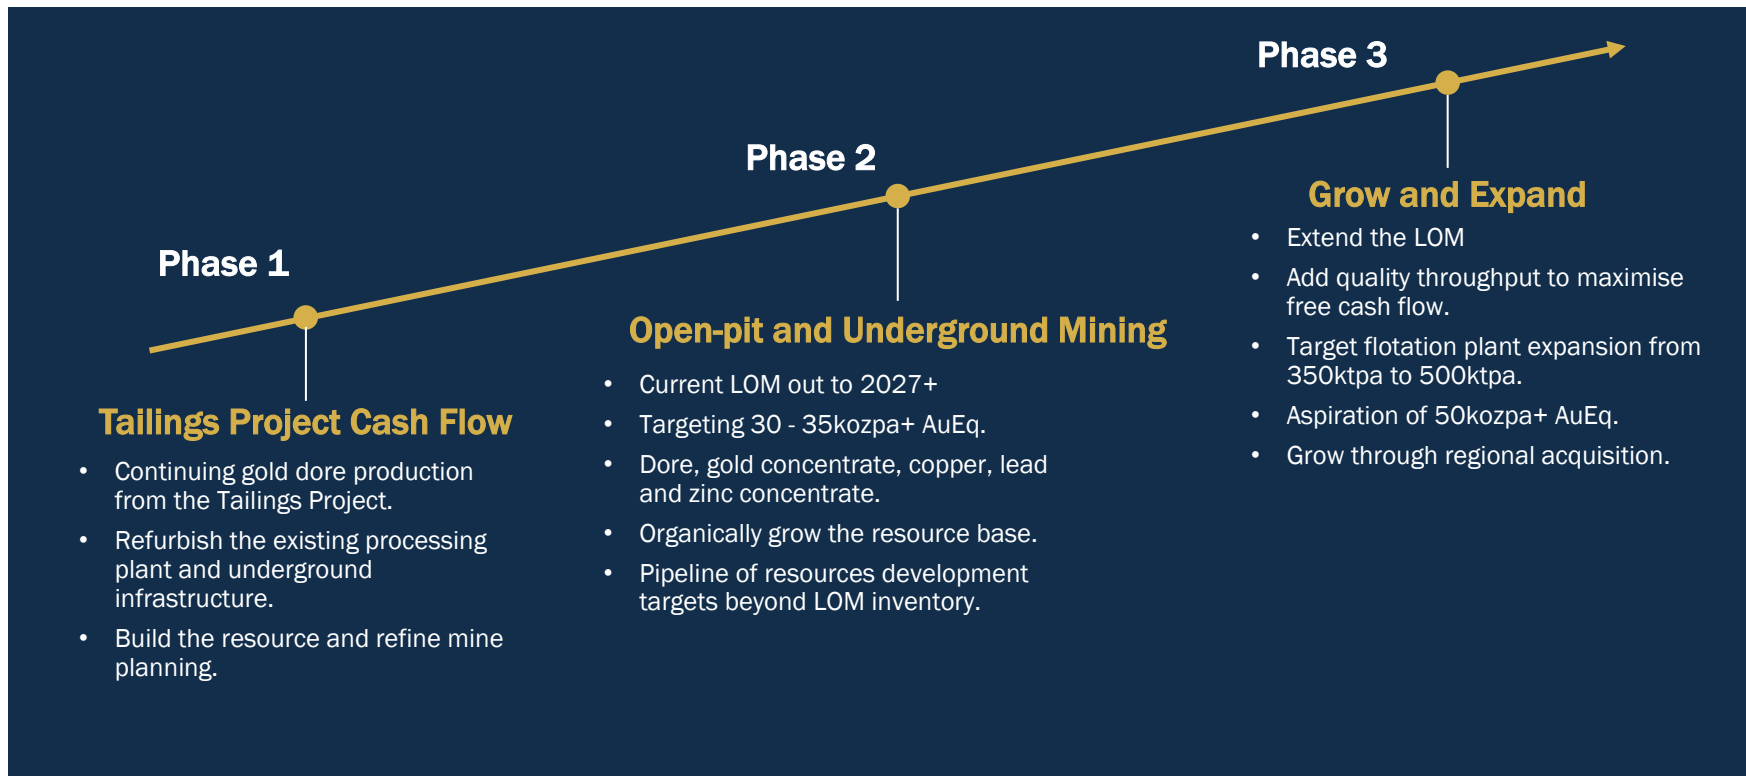 Phase 1
Tailings Project Cash Flow
• Continuing gold dore production
from the Tailings Project.
• Refurbish the existing processing
plant and underground
infrastructure.
• Build the resource and refine mine
planning.
Phase 2
Open-pit and Underground Mining
• Current LOM out to 2027+
• Targeting 30 - 35kozpa+ AuEq.
• Dore, gold concentrate, copper, lead
and zinc concentrate.
• Organically grow the resource base.
• Pipeline of resources development
targets beyond LOM inventory.
Phase 3
Grow and Expand
• Extend the LOM
• Add quality throughput to maximise
free cash flow.
• Target flotation plant expansion from
350ktpa to 500ktpa.
• Aspiration of 50kozpa+ AuEq.
• Grow through regional acquisition.